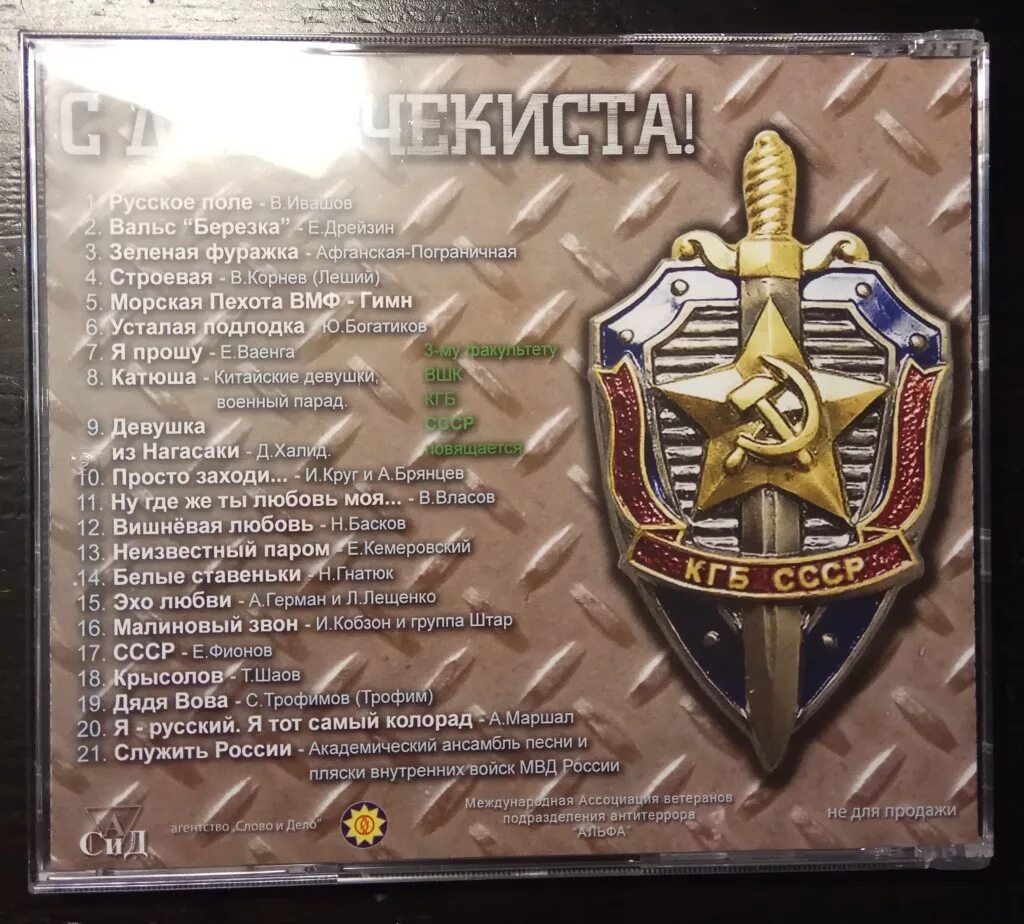 С ЧЕКИСТА!
1. Русское поле - В.Ивашов
2. Вальс "Березка" - Е.Дрейзин
3. Зеленая фуражка - Афганская-Пограничная
4. Строевая - В.Корнев (Леший)
5. Морская Пехота ВМФ - Гимн
6. Усталая подлодка - Ю.Богатиков
7. Я прошу - Е.Ваенга
8. Катюша - Китайские девушки,
военный парад.
9. Девушка
из Нагасаки - Д.Халид.
10. Просто заходи... - И.Круг и А.Брянцев
11. Ну где же ты любовь моя... - В.Власов
12. Вишнёвая любовь - Н.Басков
13. Неизвестный паром - Е.Кемеровский
14. Белые ставеньки - Н.Гнатюк
15. Эхо любви - А.Герман и Л.Лещенко
16. Малиновый звон - И.Кобзон и группа Штар
17. СССР - Е.Фионов
18. Крысолов - Т.Шаов
19. Дядя Вова - С.Трофимов (Трофим)
20. Я - русский. Я тот самый колорад - А.Маршал
21. Служить России - Академический ансамбль песни и
пляски внутренних войск МВД России
3-му факультету
ВШК
КГБ
СССР
повящается
КГБ СССР
А
СиД
агентство „Слово и Дело"
Международная Ассоциация ветеранов
подразделения антитеррора
"АЛЬФА"
не для продажи